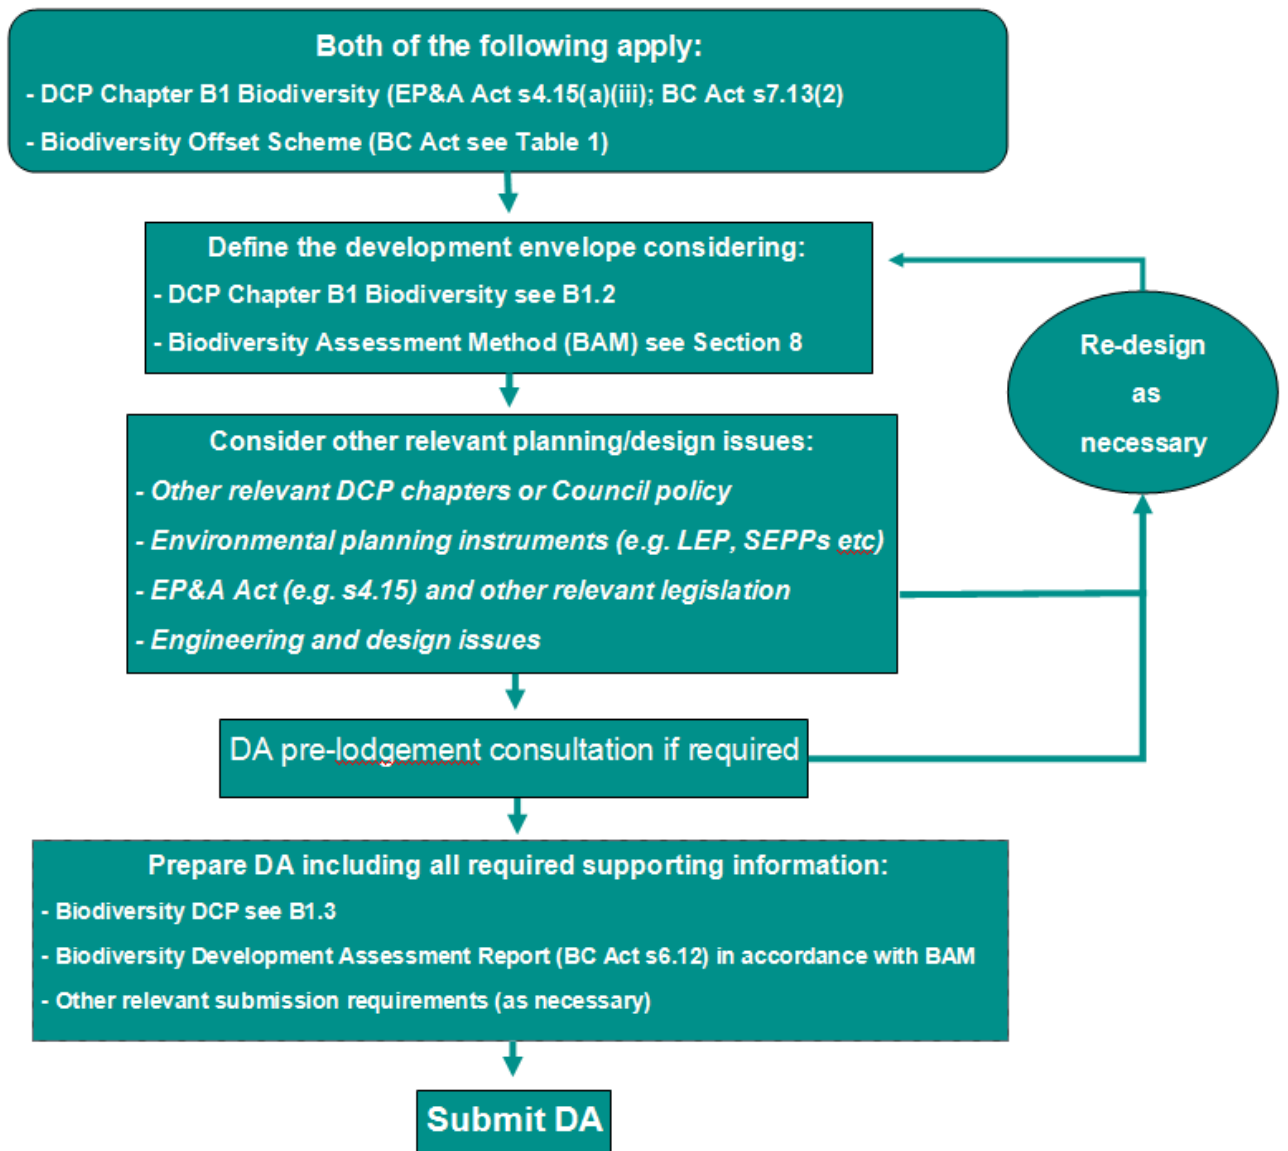 Both of the following apply:
- DCP Chapter B1 Biodiversity (EP&A Act s4.15(a)(iii); BC Act s7.13(2)
- Biodiversity Offset Scheme (BC Act see Table 1)
Define the development envelope considering:
- DCP Chapter B1 Biodiversity see B1.2
- Biodiversity Assessment Method (BAM) see Section 8
Re-design
as
necessary
Consider other relevant planning/design issues:
- Other relevant DCP chapters or Council policy
- Environmental planning instruments (e.g. LEP, SEPPs etc)
- EP&A Act (e.g. s4.15) and other relevant legislation
- Engineering and design issues
DA pre-lodgement consultation if required
Prepare DA including all required supporting information:
- Biodiversity DCP see B1.3
- Biodiversity Development Assessment Report (BC Act s6.12) in accordance with BAM
- Other relevant submission requirements (as necessary)
Submit DA